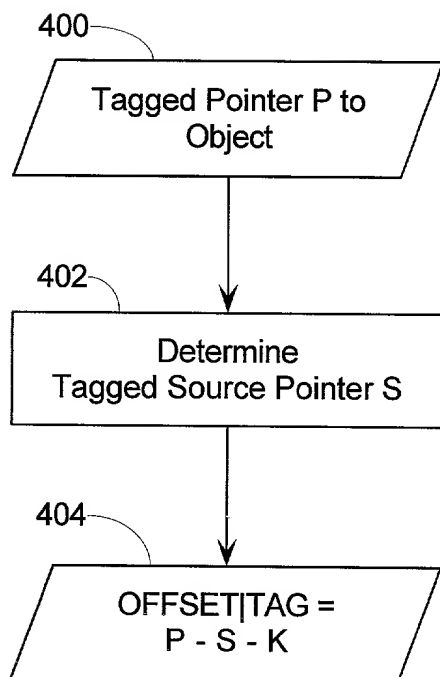 400
Tagged Pointer P to
Object
402
Determine
Tagged Source Pointer S
404
OFFSET|TAG =
P - S - K